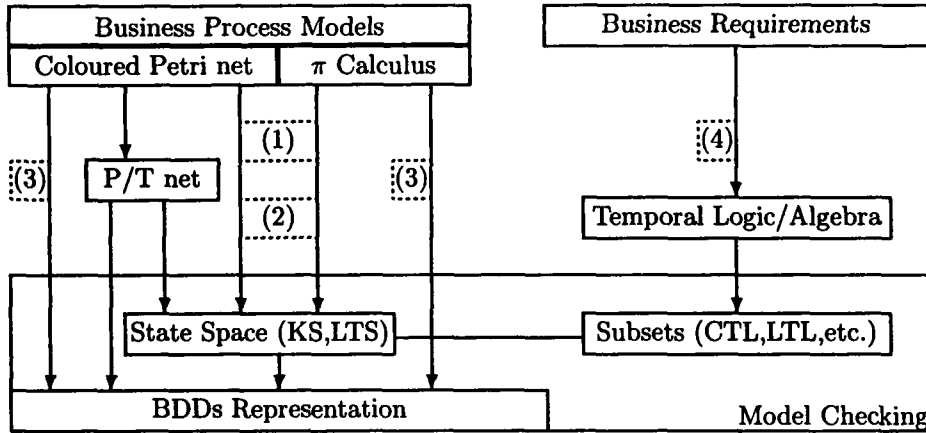 Business Process Models
Business Requirements
Coloured Petri net
π Calculus
(1)
(4)
(3)
P/T net
(3)
(2)
Temporal Logic/Algebra
State Space (KS,LTS)
Subsets (CTL,LTL,etc.)
BDDs Representation
Model Checking